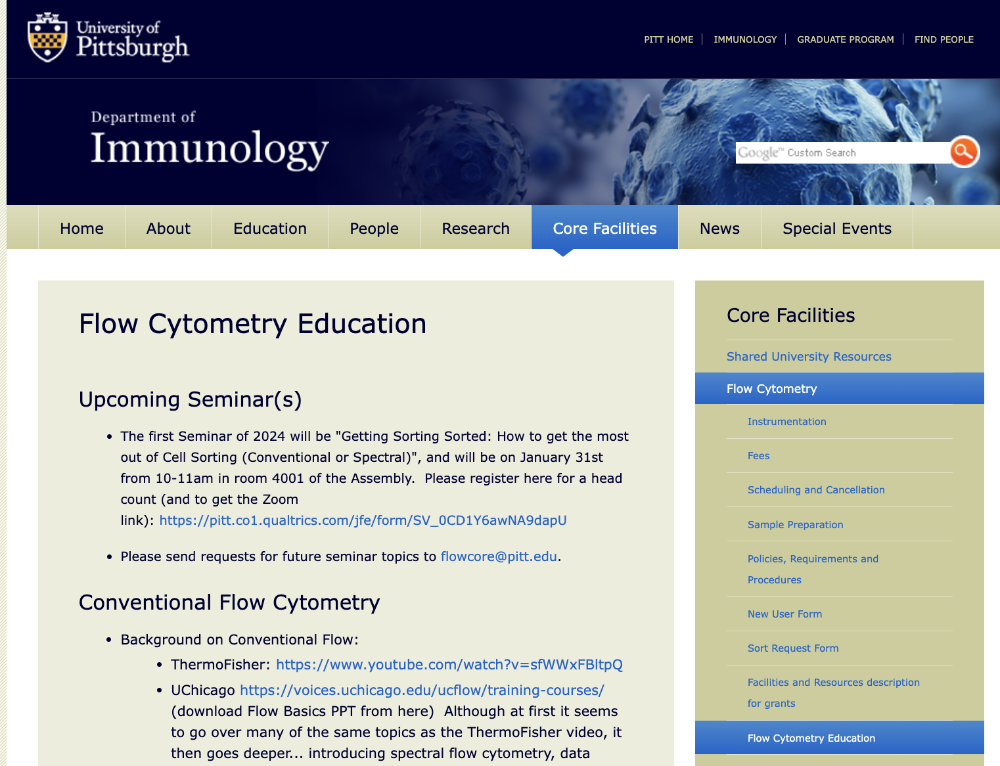 University of
Pittsburgh
PITT HOME
IMMUNOLOGY
GRADUATE PROGRAM
FIND PEOPLE
Department of
Immunology
Google™ Custom Search
Home
About
Education
People
Research
Core Facilities
News
Special Events
Flow Cytometry Education
Upcoming Seminar(s)
• The first Seminar of 2024 will be "Getting Sorting Sorted: How to get the most
out of Cell Sorting (Conventional or Spectral)", and will be on January 31st
from 10-11am in room 4001 of the Assembly.  Please register here for a head
count (and to get the Zoom
link): https://pitt.co1.qualtrics.com/jfe/form/SV_0CD1Y6awNA9dapU
• Please send requests for future seminar topics to flowcore@pitt.edu.
Conventional Flow Cytometry
• Background on Conventional Flow:
• ThermoFisher: https://www.youtube.com/watch?v=sfWWxFBltpQ
• UChicago https://voices.uchicago.edu/ucflow/training-courses/
(download Flow Basics PPT from here)  Although at first it seems
to go over many of the same topics as the ThermoFisher video, it
then goes deeper... introducing spectral flow cytometry, data
Core Facilities
Shared University Resources
Flow Cytometry
Instrumentation
Fees
Scheduling and Cancellation
Sample Preparation
Policies, Requirements and
Procedures
New User Form
Sort Request Form
Facilities and Resources description
for grants
Flow Cytometry Education